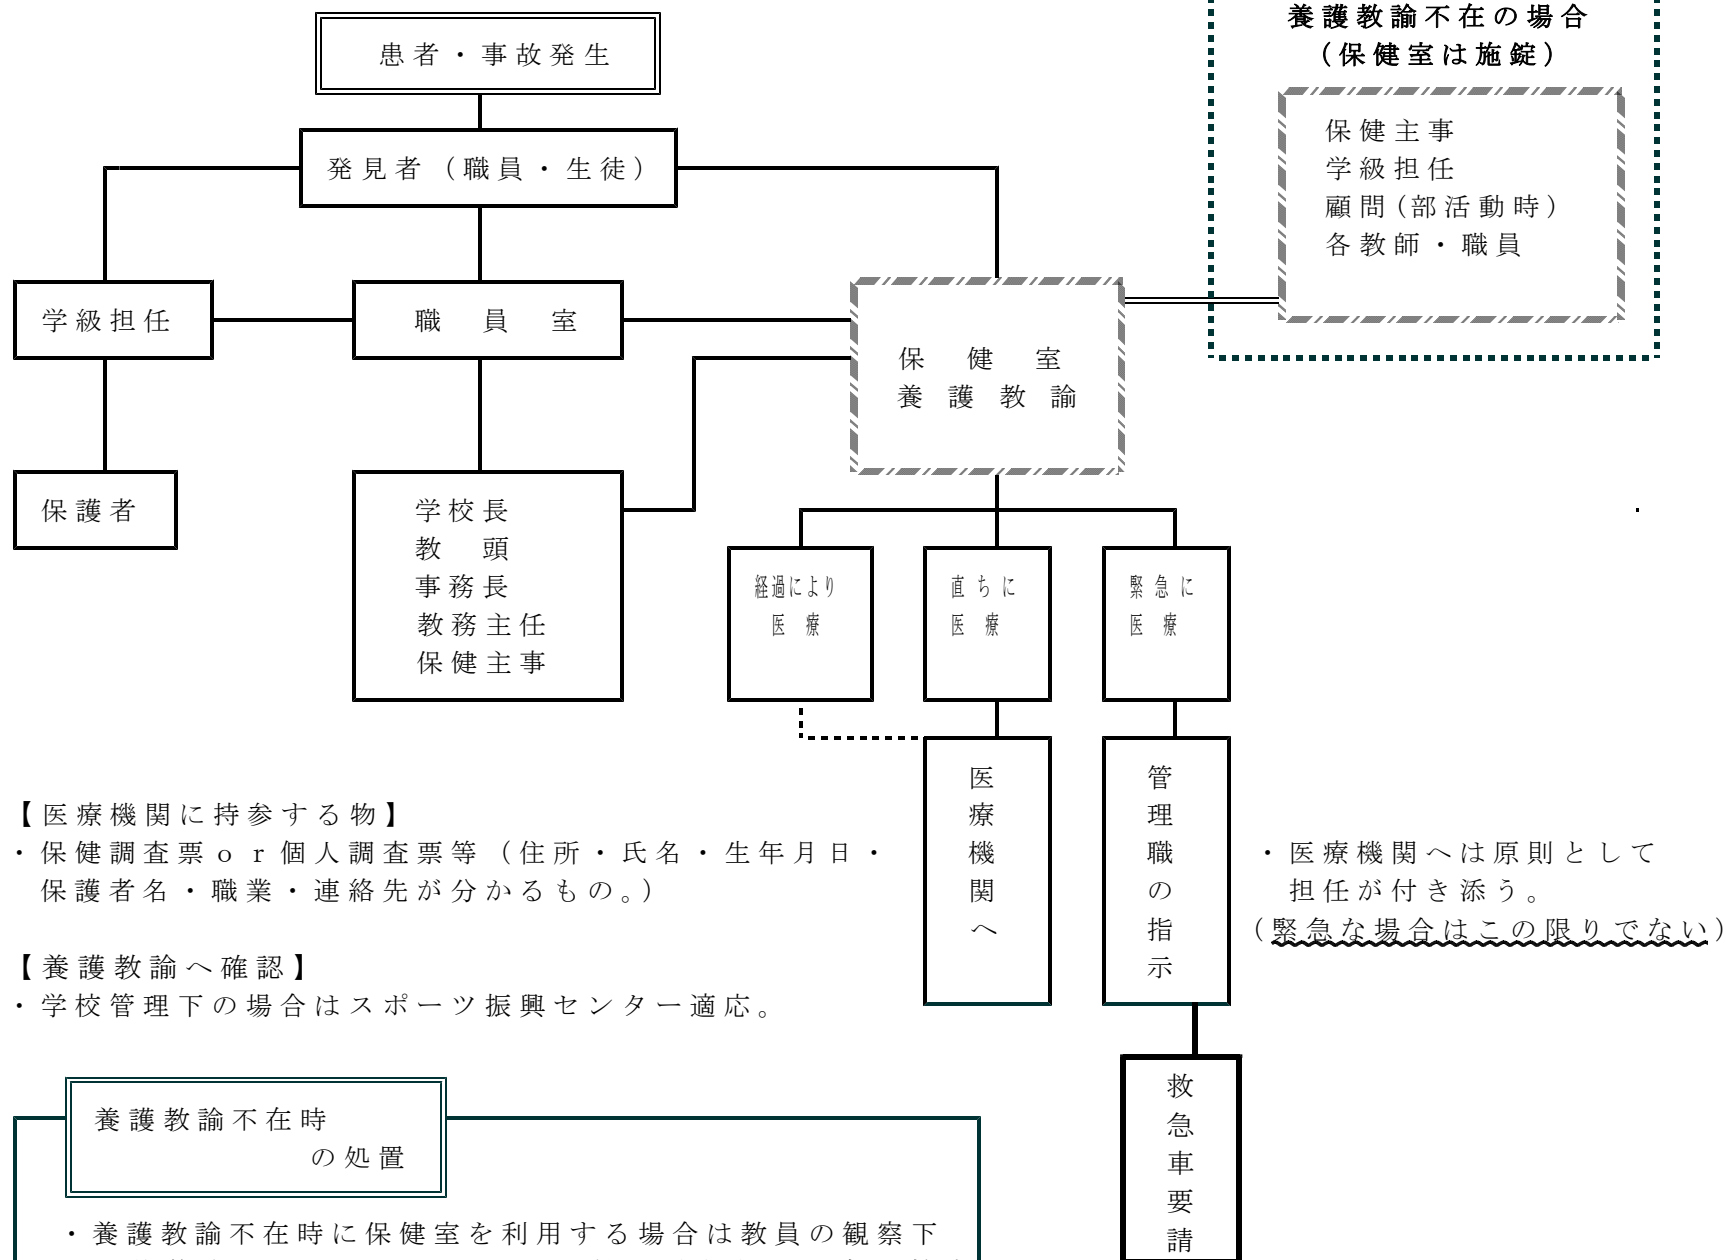 患者・事故発生
養護教諭不在の場合
(保健室は施錠)
保健主事
学級担任
顧問(部活動時)
各教師・職員
発見者(職員・生徒)
学級担任
職員室
保健室
養護教諭
保護者
学校長
教頭
事務長
教務主任
保健主事
経過により
医療
直ちに
医療
緊急に
医療
医療機関へ
管理職の指示
【医療機関に持参する物】
・保健調査票or個人調査票等(住所・氏名・生年月日・
保護者名・職業・連絡先が分かるもの。)
・医療機関へは原則として
担任が付き添う。
(緊急な場合はこの限りでない)
【養護教諭へ確認】
・学校管理下の場合はスポーツ振興センター適応。
救急車要請
養護教諭不在時
の処置
・養護教諭不在時に保健室を利用する場合は教員の観察下